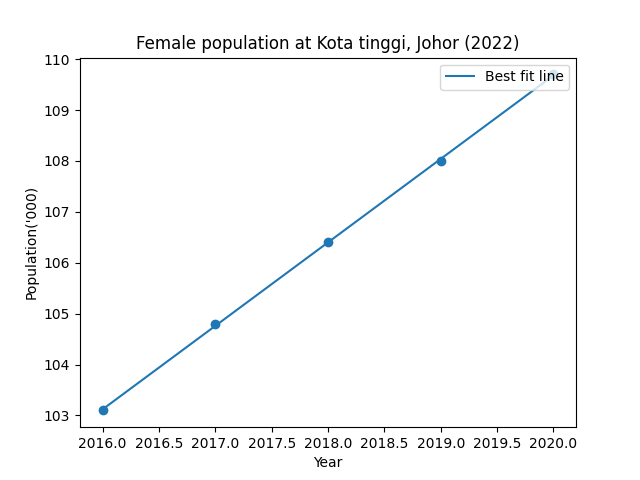 Female population at Kota tinggi, Johor (2022)
Best fit line
110
109
108
107
106
105
104
103
Population('000)
2016.0 2016.5 2017.0 2017.5 2018.0 2018.5 2019.0 2019.5 2020.0
Year